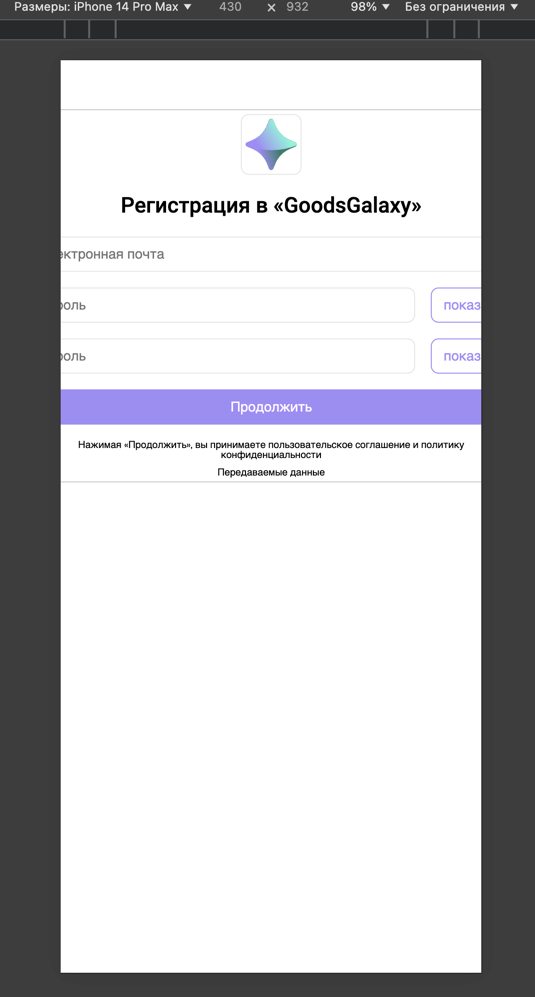 Размеры: iPhone 14 Pro Max ▼ 430 × 932 98% ▼ Без ограничения ▼
Регистрация в «GoodsGalaxy»
ектронная почта
роль показ
роль показ
Продолжить
Нажимая «Продолжить», вы принимаете пользовательское соглашение и политику
конфиденциальности
Передаваемые данные